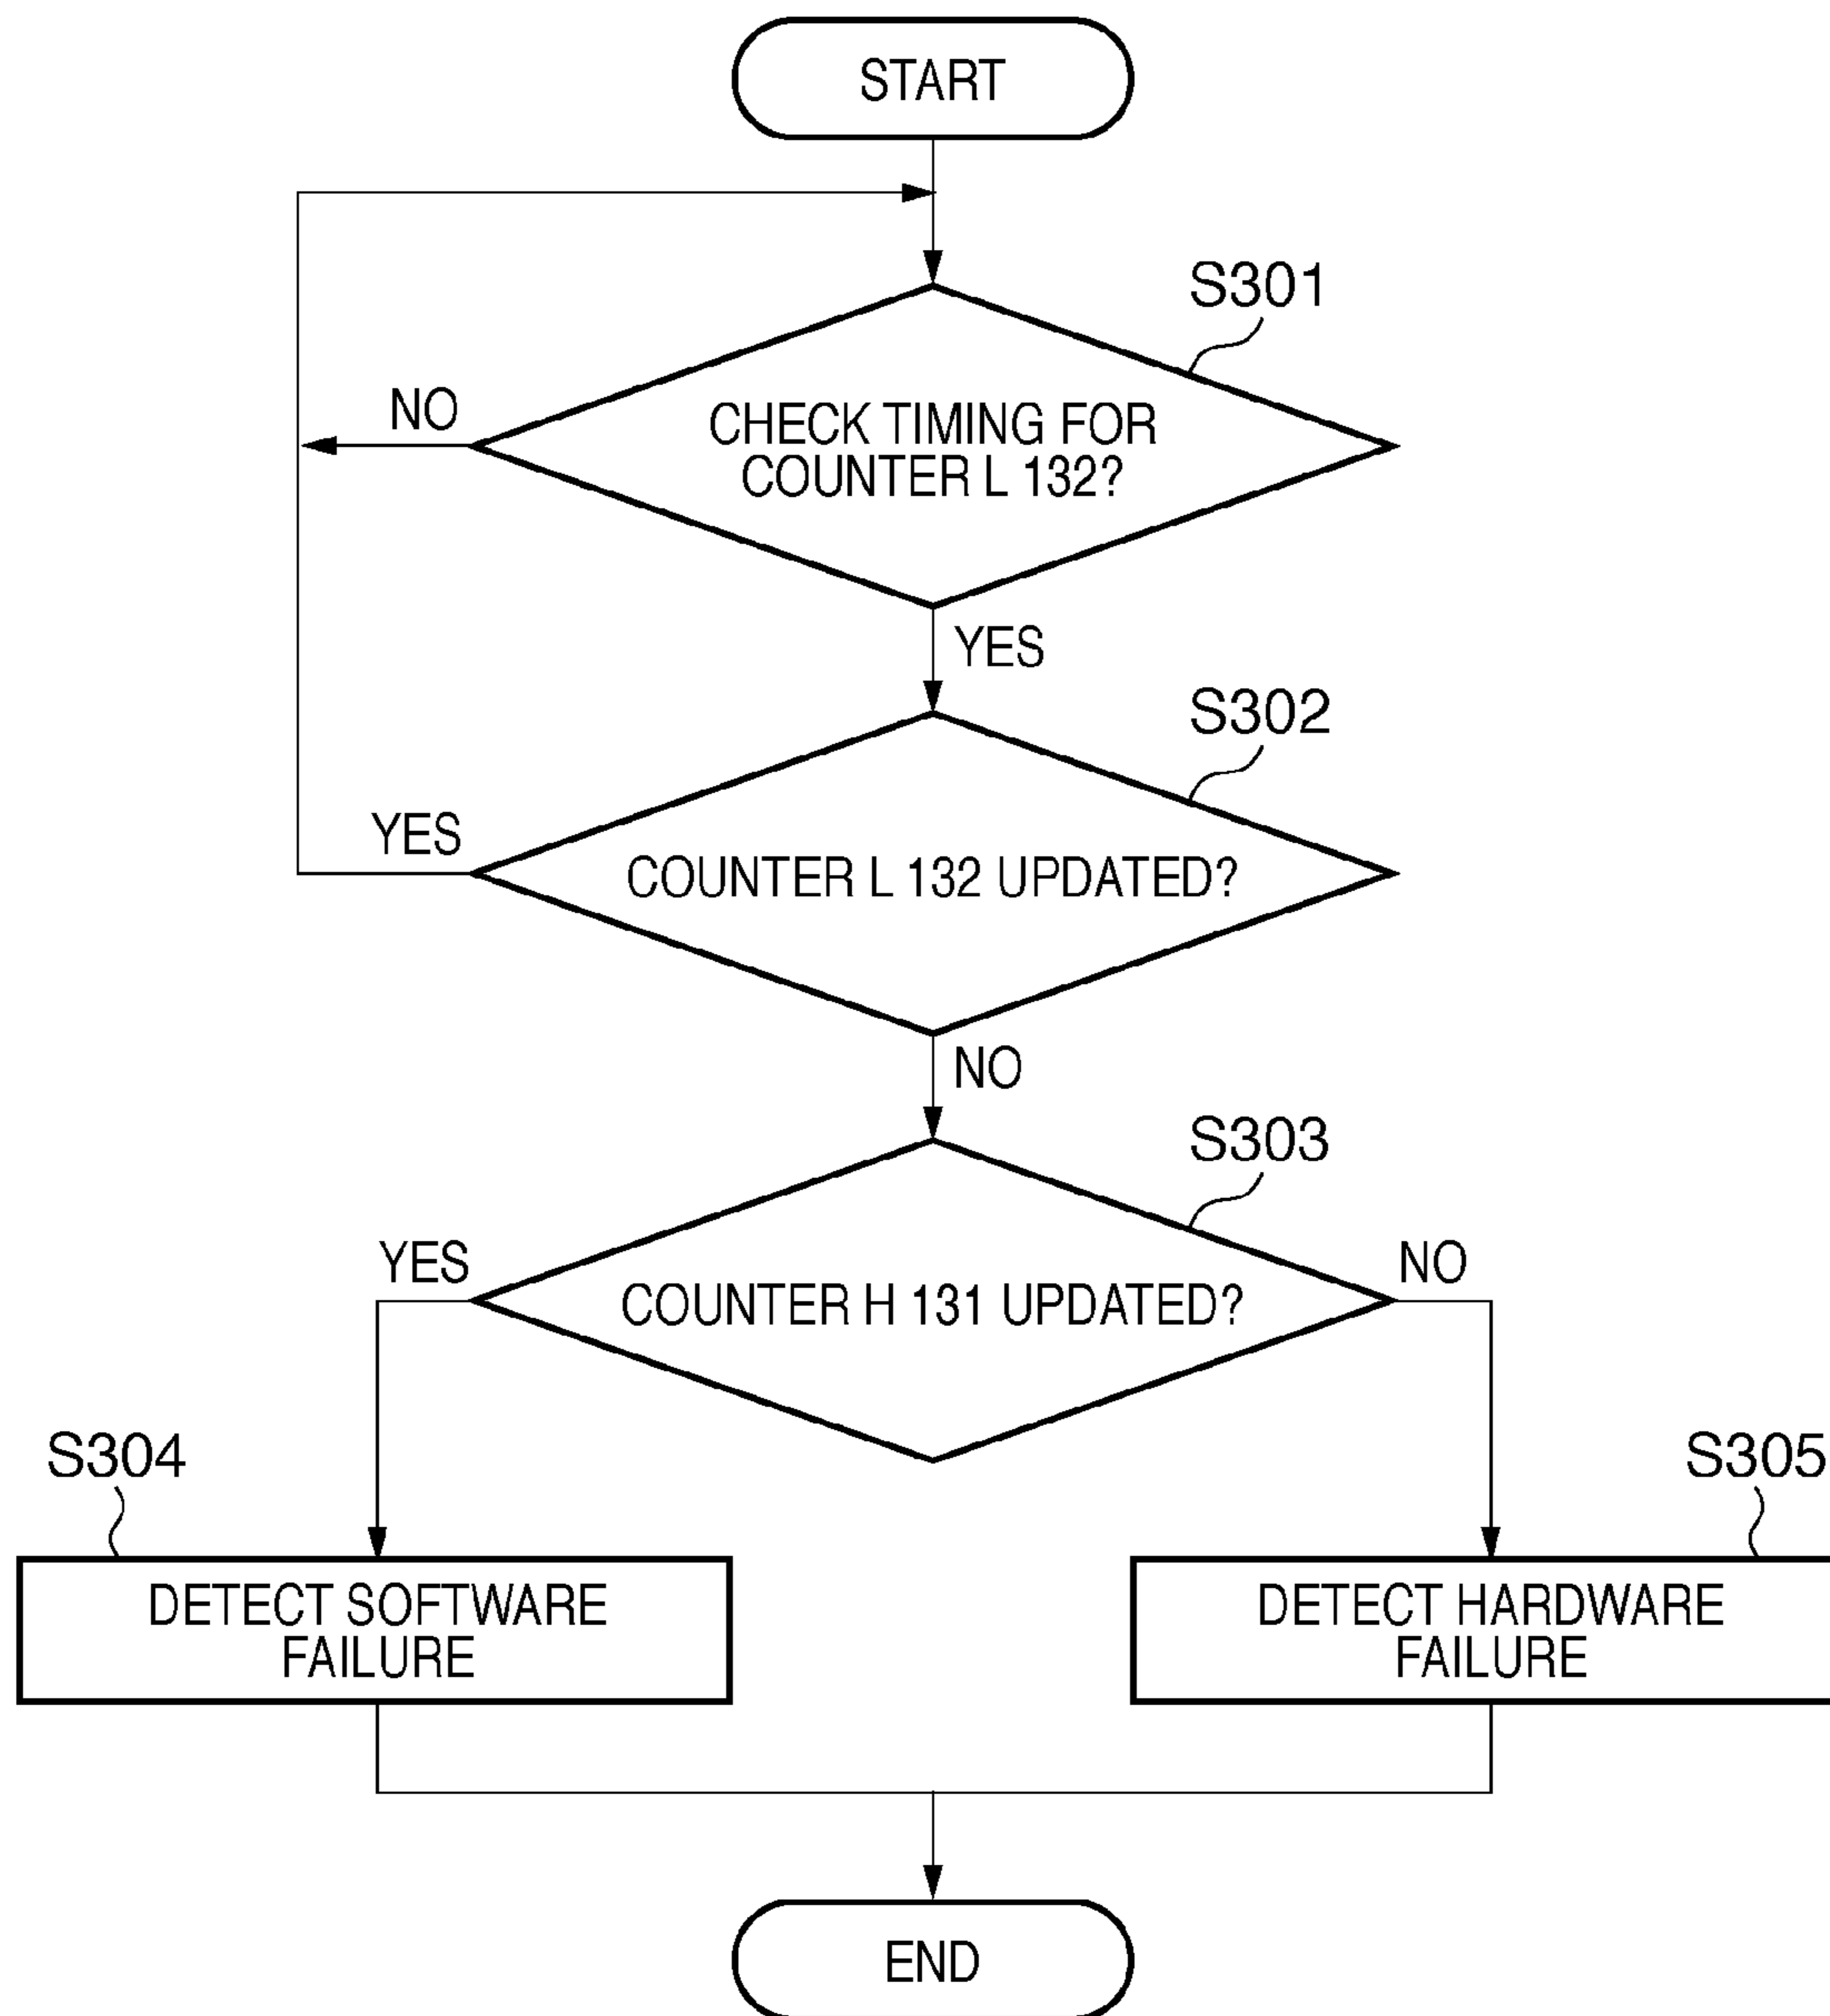 START
S301
NO
CHECK TIMING FOR
COUNTER L 132?
YES
S302
YES
COUNTER L 132 UPDATED?
NO
S303
YES
NO
COUNTER H 131 UPDATED?
S304
S305
DETECT SOFTWARE
FAILURE
DETECT HARDWARE
FAILURE
END